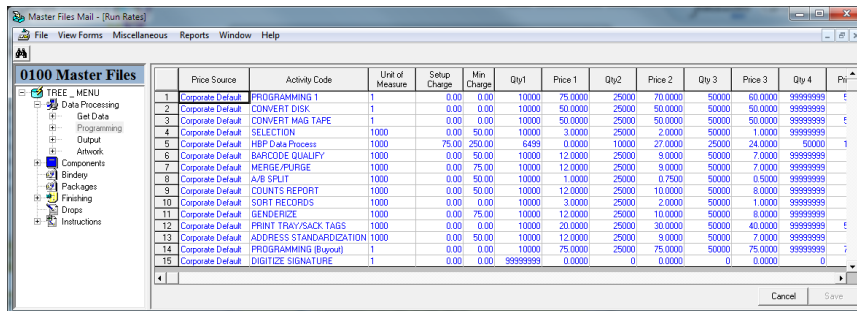 Master Files Mail - [Run Rates]
File View Forms Miscellaneous Reports Window Help
0100 Master Files
TREE _ MENU
Data Processing
Get Data
Programming
Output
Artwork
Components
Bindery
Packages
Finishing
Drops
Instructions
Price Source Activity Code Unit of Measure Setup Charge Min Charge Qty1 Price 1 Qty2 Price 2 Qty 3 Price 3 Qty 4
1 Corporate Default PROGRAMMING 1 1 0.00 0.00 10000 75.0000 25000 70.0000 50000 60.0000 99999999
2 Corporate Default CONVERT DISK 1 0.00 0.00 10000 50.0000 25000 50.0000 50000 50.0000 99999999
3 Corporate Default CONVERT MAG TAPE 1 0.00 0.00 10000 50.0000 25000 50.0000 50000 50.0000 99999999
4 Corporate Default SELECTION 1000 0.00 50.00 10000 3.0000 25000 2.0000 50000 1.0000 99999999
5 Corporate Default HBP Data Process 1000 75.00 250.00 6499 0.0000 10000 27.0000 25000 24.0000 50000
6 Corporate Default BARCODE QUALIFY 1000 0.00 50.00 10000 12.0000 25000 9.0000 50000 7.0000 99999999
7 Corporate Default MERGE/PURGE 1000 0.00 75.00 10000 12.0000 25000 9.0000 50000 7.0000 99999999
8 Corporate Default A/B SPLIT 1000 0.00 50.00 10000 1.0000 25000 0.7500 50000 0.5000 99999999
9 Corporate Default COUNTS REPORT 1000 0.00 50.00 10000 12.0000 25000 10.0000 50000 8.0000 99999999
10 Corporate Default SORT RECORDS 1000 0.00 0.00 10000 3.0000 25000 2.0000 50000 1.0000 99999999
11 Corporate Default GENDERIZE 1000 0.00 75.00 10000 12.0000 25000 10.0000 50000 8.0000 99999999
12 Corporate Default PRINT TRAY/SACK TAGS 1000 0.00 0.00 10000 20.0000 25000 30.0000 50000 40.0000 99999999
13 Corporate Default ADDRESS STANDARDIZATION 1000 0.00 50.00 10000 12.0000 25000 9.0000 50000 7.0000 99999999
14 Corporate Default PROGRAMMING (Buyout) 1 0.00 0.00 10000 75.0000 25000 75.0000 50000 75.0000 99999999
15 Corporate Default DIGITIZE SIGNATURE 1 0.00 0.00 99999999 0.0000 0 0.0000 0 0.0000 0
Cancel Save